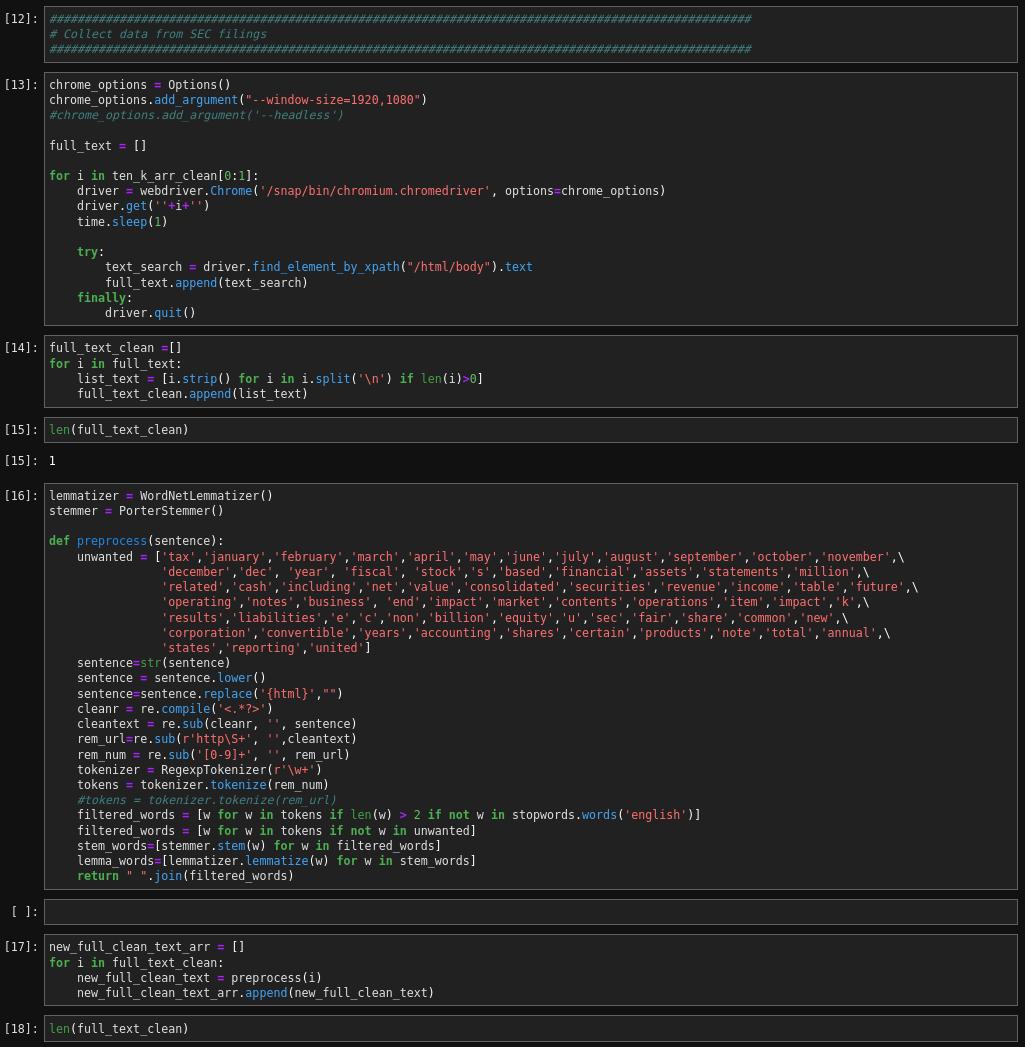 [12]: ####################################################################################################
# Collect data from SEC filings
####################################################################################################
[13]: chrome_options = Options()
chrome_options.add_argument("--window-size=1920,1080")
#chrome_options.add_argument('--headless')
full_text = []
for i in ten_k_arr_clean[0:1]:
    driver = webdriver.Chrome('/snap/bin/chromium.chromedriver', options=chrome_options)
    driver.get(''+i+'')
    time.sleep(1)
    try:
        text_search = driver.find_element_by_xpath("/html/body").text
        full_text.append(text_search)
    finally:
        driver.quit()
[14]: full_text_clean =[]
for i in full_text:
    list_text = [i.strip() for i in i.split('\n') if len(i)>0]
    full_text_clean.append(list_text)
[15]: len(full_text_clean)
[15]: 1
[16]: lemmatizer = WordNetLemmatizer()
stemmer = PorterStemmer()
def preprocess(sentence):
    unwanted = ['tax','january','february','march','april','may','june','july','august','september','october','november',\
                'december','dec', 'year', 'fiscal', 'stock','s','based','financial','assets','statements','million',\
                'related','cash','including','net','value','consolidated','securities','revenue','income','table','future',\
                'operating','notes','business', 'end','impact','market','contents','operations','item','impact','k',\
                'results','liabilities','e','c','non','billion','equity','u','sec','fair','share','common','new',\
                'corporation','convertible','years','accounting','shares','certain','products','note','total','annual',\
                'states','reporting','united']
    sentence=str(sentence)
    sentence = sentence.lower()
    sentence=sentence.replace('{html}',"")
    cleanr = re.compile('<.*?>')
    cleantext = re.sub(cleanr, '', sentence)
    rem_url=re.sub(r'http\S+', '',cleantext)
    rem_num = re.sub('[0-9]+', '', rem_url)
    tokenizer = RegexpTokenizer(r'\w+')
    tokens = tokenizer.tokenize(rem_num)
    #tokens = tokenizer.tokenize(rem_url)
    filtered_words = [w for w in tokens if len(w) > 2 if not w in stopwords.words('english')]
    filtered_words = [w for w in tokens if not w in unwanted]
    stem_words=[stemmer.stem(w) for w in filtered_words]
    lemma_words=[lemmatizer.lemmatize(w) for w in stem_words]
    return " ".join(filtered_words)
[ ]:
[17]: new_full_clean_text_arr = []
for i in full_text_clean:
    new_full_clean_text = preprocess(i)
    new_full_clean_text_arr.append(new_full_clean_text)
[18]: len(full_text_clean)